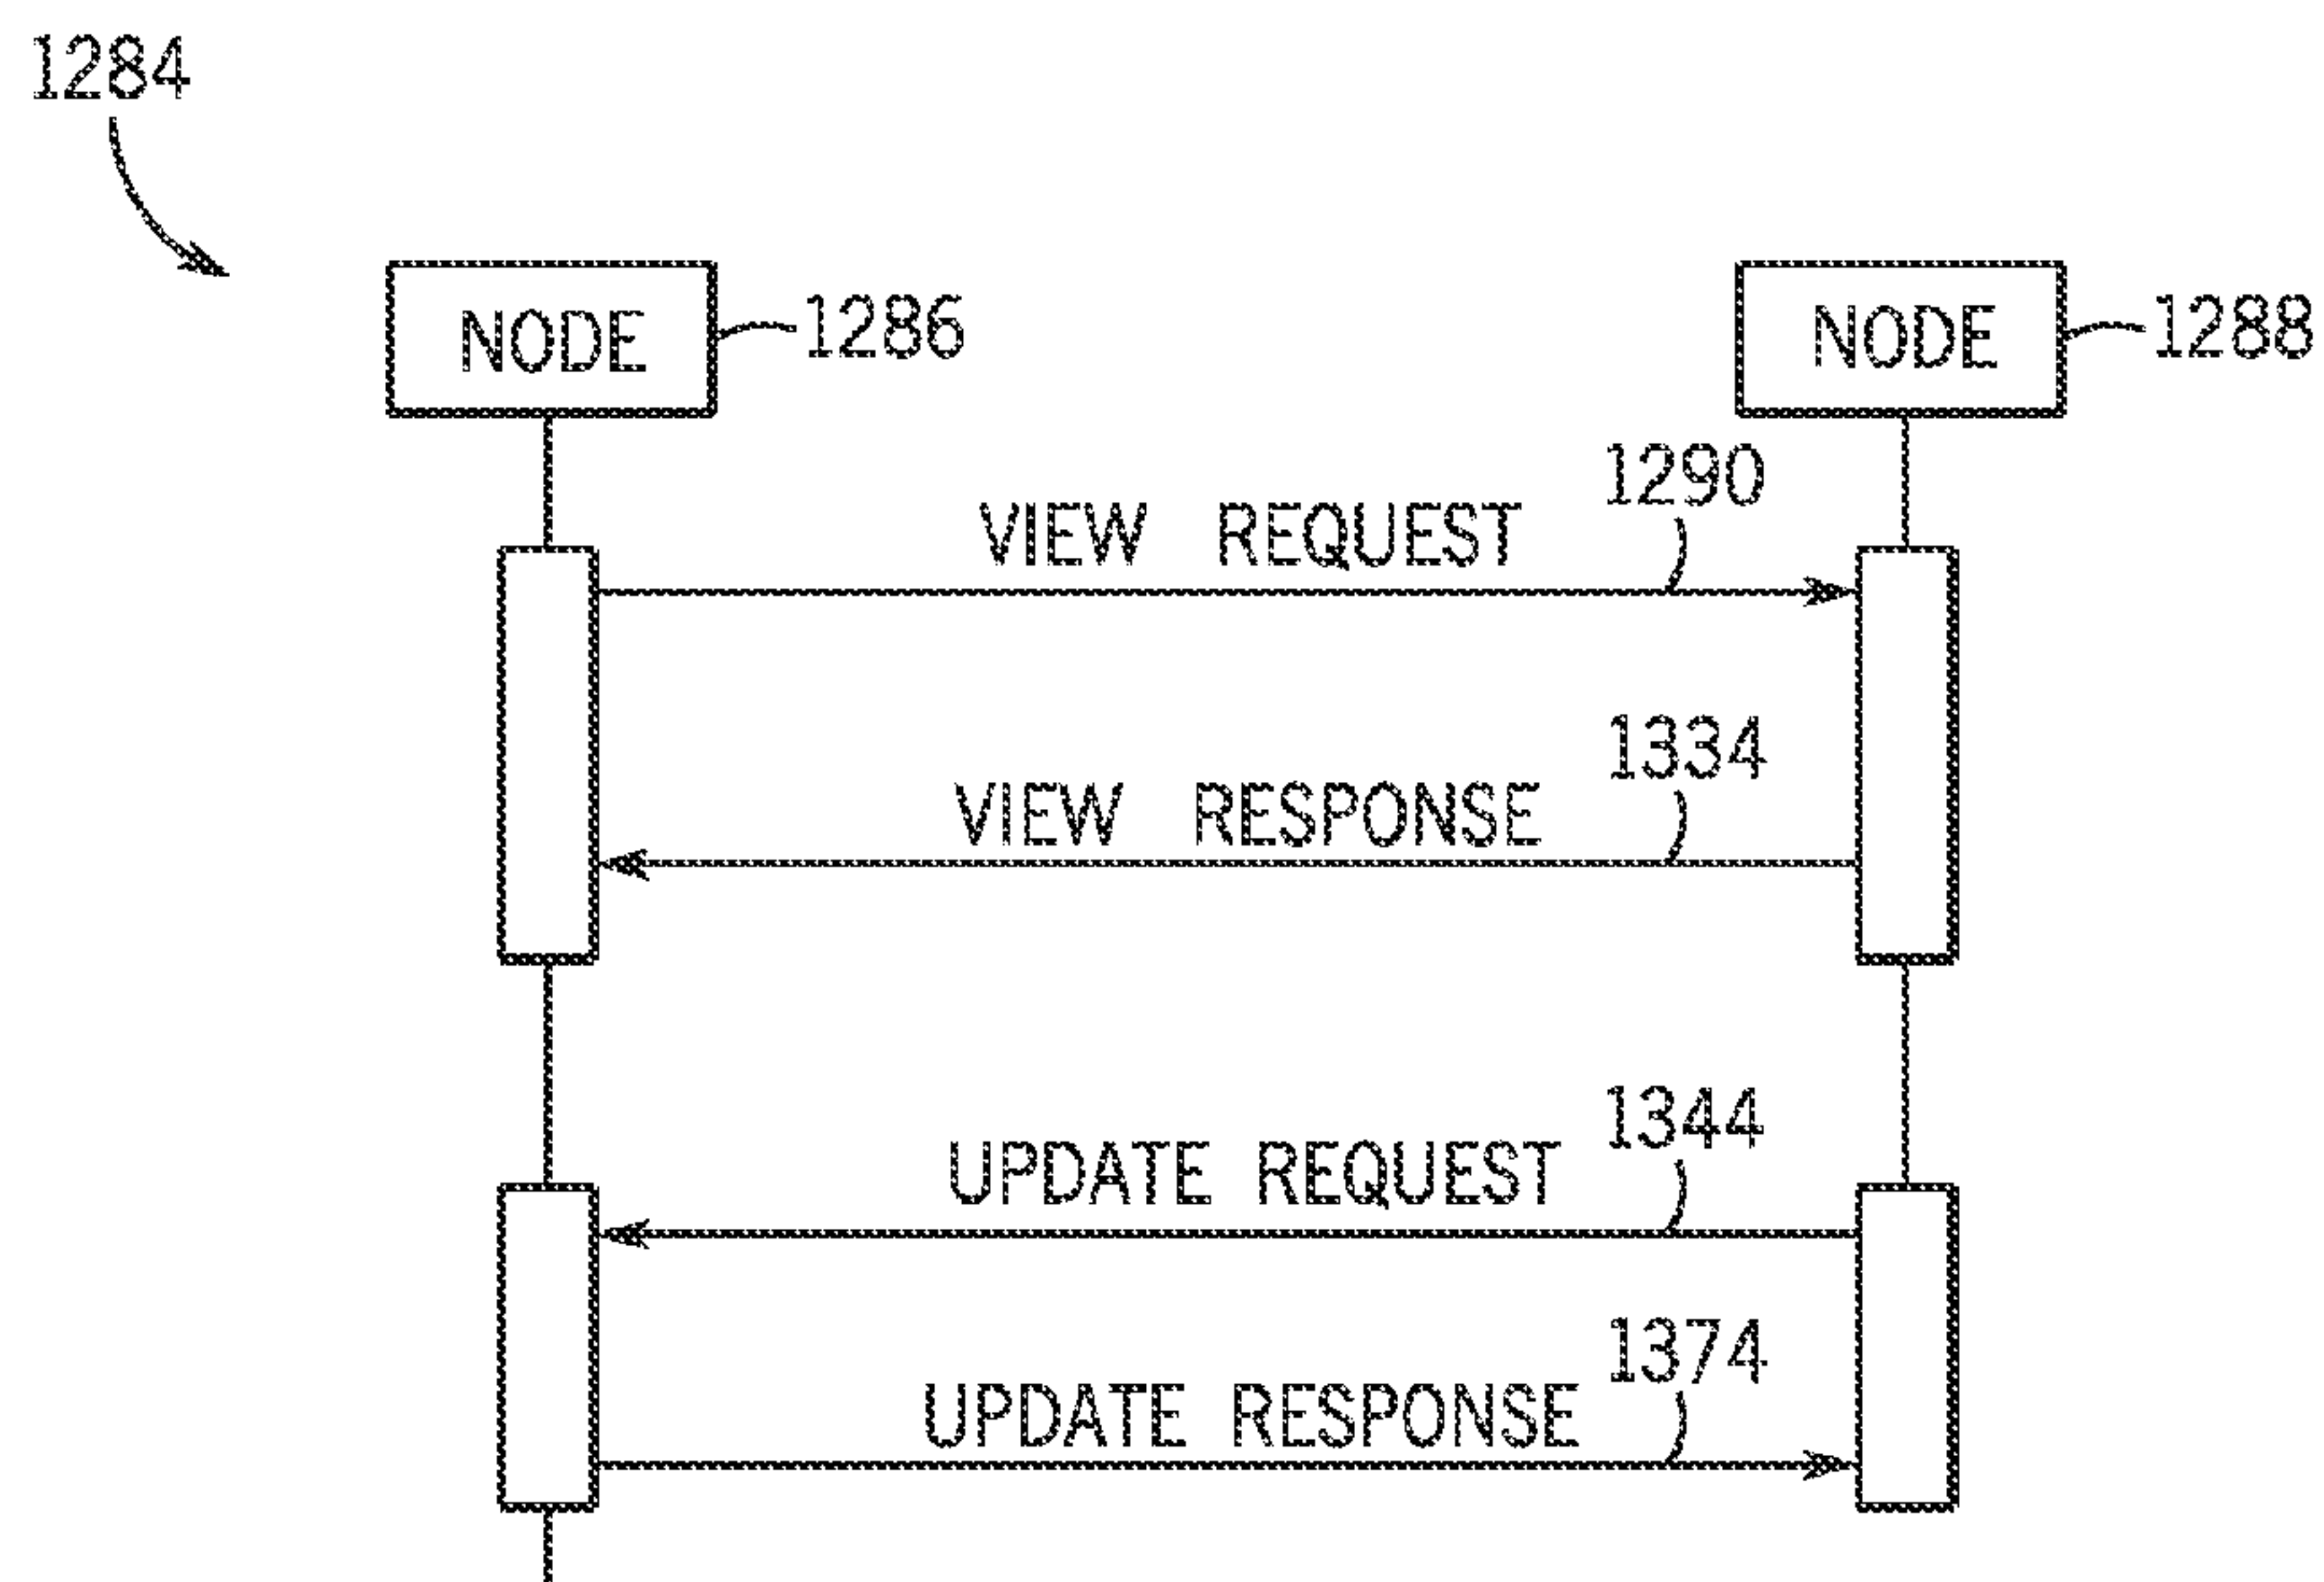 1284
NODE 1286 NODE 1288
1290
VIEW REQUEST
1334
VIEW RESPONSE
1344
UPDATE REQUEST
1374
UPDATE RESPONSE